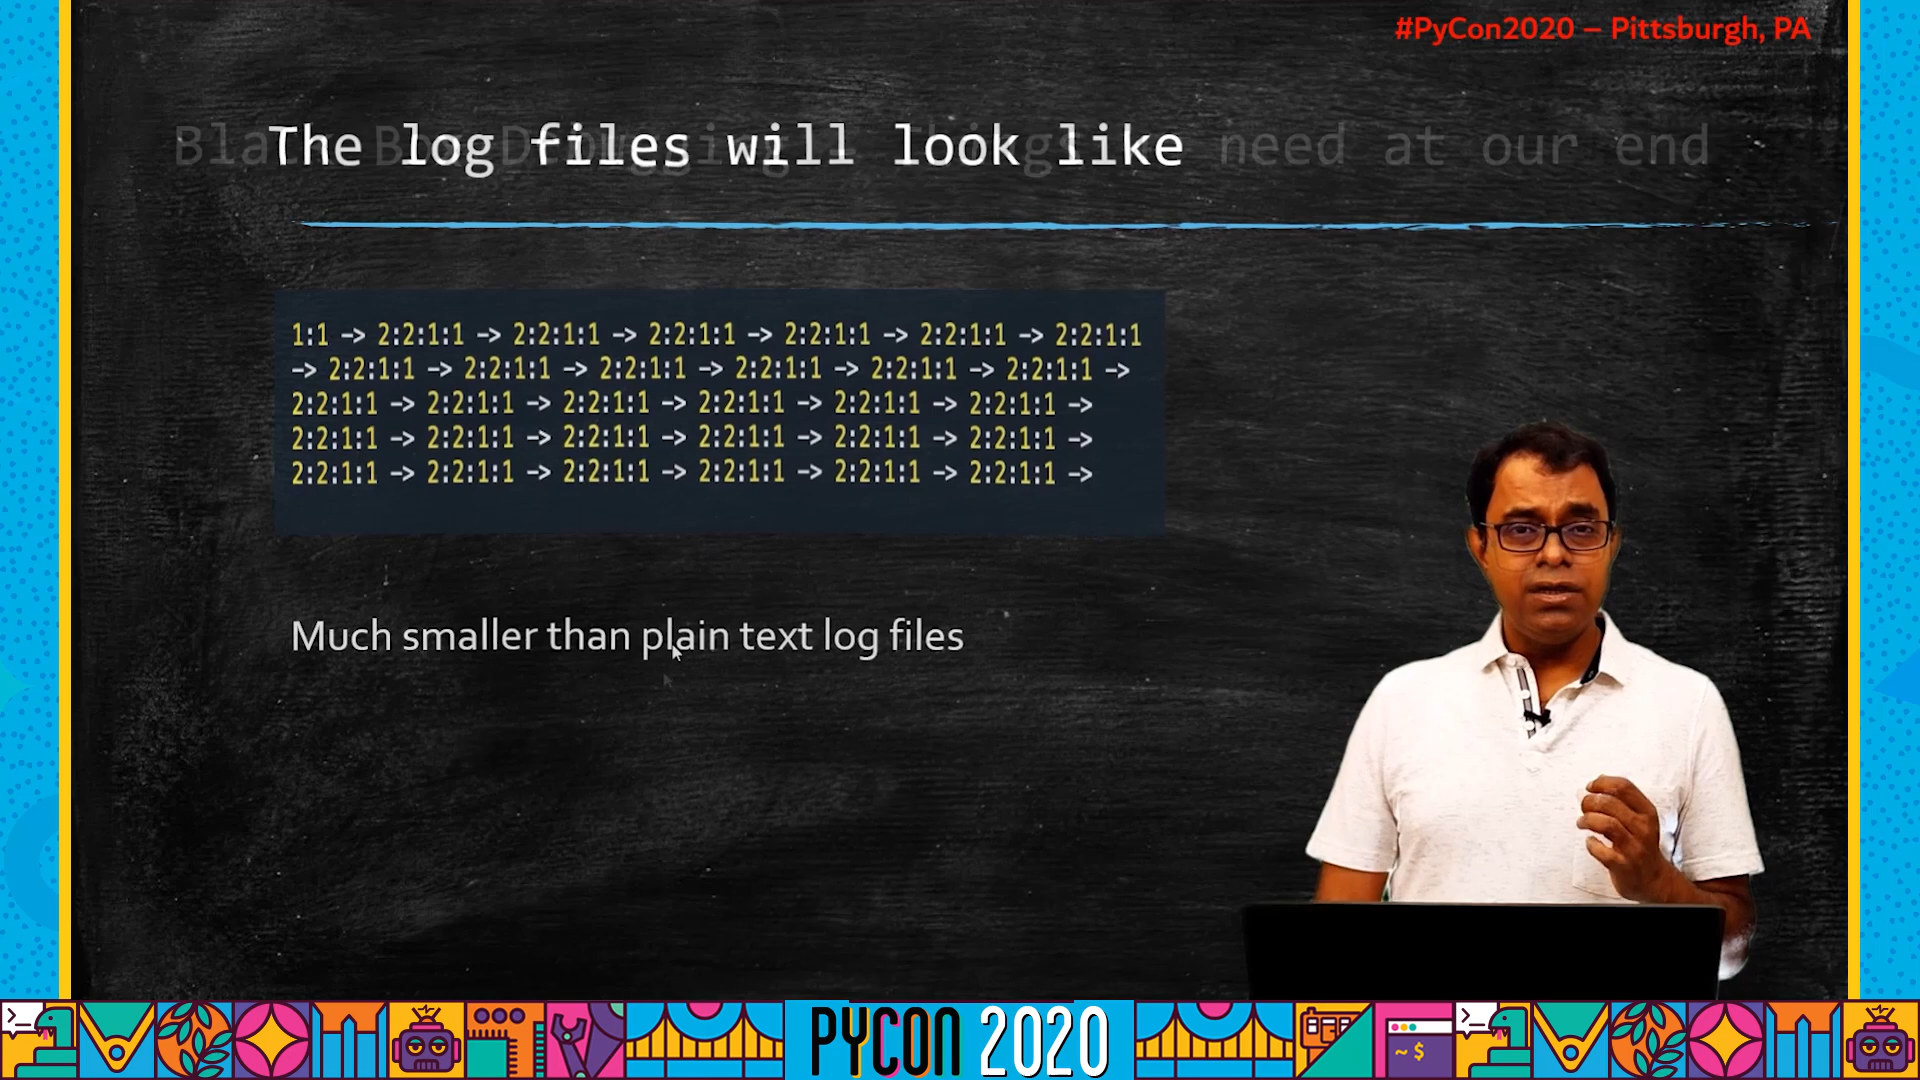 #PyCon2020 – Pittsburgh, PA
The log files will look like
need at our end
1:1 -> 2:2:1:1 -> 2:2:1:1 -> 2:2:1:1 -> 2:2:1:1 -> 2:2:1:1 -> 2:2:1:1
-> 2:2:1:1 -> 2:2:1:1 -> 2:2:1:1 -> 2:2:1:1 -> 2:2:1:1 -> 2:2:1:1 ->
2:2:1:1 -> 2:2:1:1 -> 2:2:1:1 -> 2:2:1:1 -> 2:2:1:1 -> 2:2:1:1 ->
2:2:1:1 -> 2:2:1:1 -> 2:2:1:1 -> 2:2:1:1 -> 2:2:1:1 -> 2:2:1:1 ->
2:2:1:1 -> 2:2:1:1 -> 2:2:1:1 -> 2:2:1:1 -> 2:2:1:1 -> 2:2:1:1 ->
Much smaller than plain text log files
PYCON 2020
~ $